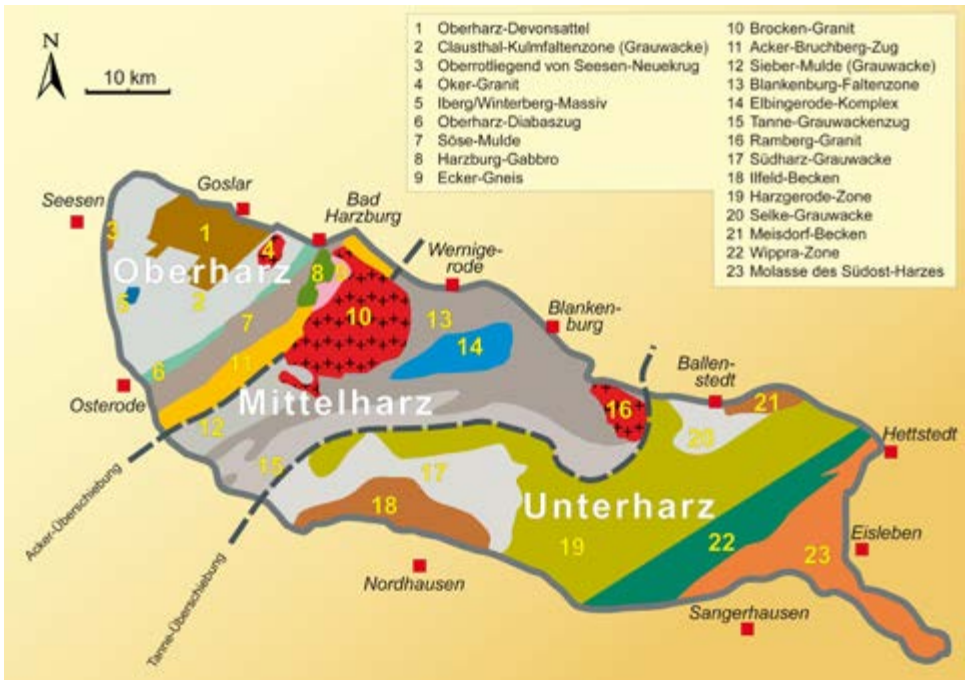 N
10 km
1 Oberharz-Devonsattel
2 Clausthal-Kulmfaltenzone (Grauwacke)
3 Oberrotliegend von Seesen-Neuekrug
4 Oker-Granit
5 Iberg/Winterberg-Massiv
6 Oberharz-Diabaszug
7 Söse-Mulde
8 Harzburg-Gabbro
9 Ecker-Gneis
10 Brocken-Granit
11 Acker-Bruchberg-Zug
12 Sieber-Mulde (Grauwacke)
13 Blankenburg-Faltenzone
14 Elbingerode-Komplex
15 Tanne-Grauwackenzug
16 Ramberg-Granit
17 Südharz-Grauwacke
18 Ilfeld-Becken
19 Harzgerode-Zone
20 Selke-Grauwacke
21 Meisdorf-Becken
22 Wippra-Zone
23 Molasse des Südost-Harzes
Seesen
Goslar
Bad
Harzburg
Wernige-
rode
Blanken-
burg
Ballen-
stedt
Hettstedt
Eisleben
Sangerhausen
Nordhausen
Osterode
Oberharz
Mittelharz
Unterharz
Acker-Überschiebung
Tanne-Überschiebung
3
1
4
2
5
8
7
6
10
11
13
14
12
15
16
17
18
19
20
21
22
23